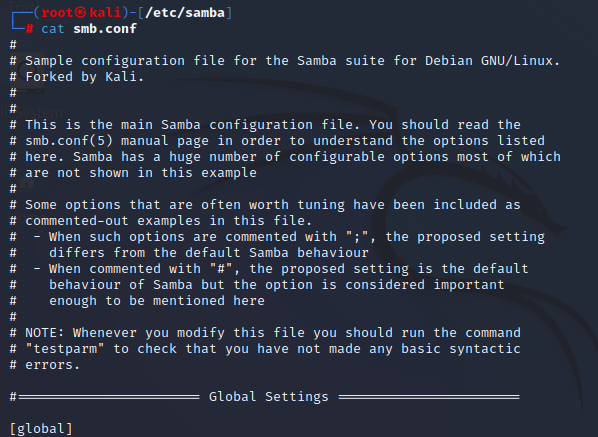 ┌──(root㉿kali)-[/etc/samba]
└─# cat smb.conf
#
# Sample configuration file for the Samba suite for Debian GNU/Linux.
# Forked by Kali.
#
#
# This is the main Samba configuration file. You should read the
# smb.conf(5) manual page in order to understand the options listed
# here. Samba has a huge number of configurable options most of which
# are not shown in this example
#
# Some options that are often worth tuning have been included as
# commented-out examples in this file.
#  - When such options are commented with ";", the proposed setting
#    differs from the default Samba behaviour
#  - When commented with "#", the proposed setting is the default
#    behaviour of Samba but the option is considered important
#    enough to be mentioned here
#
# NOTE: Whenever you modify this file you should run the command
# "testparm" to check that you have not made any basic syntactic
# errors.
#======================= Global Settings =======================
[global]